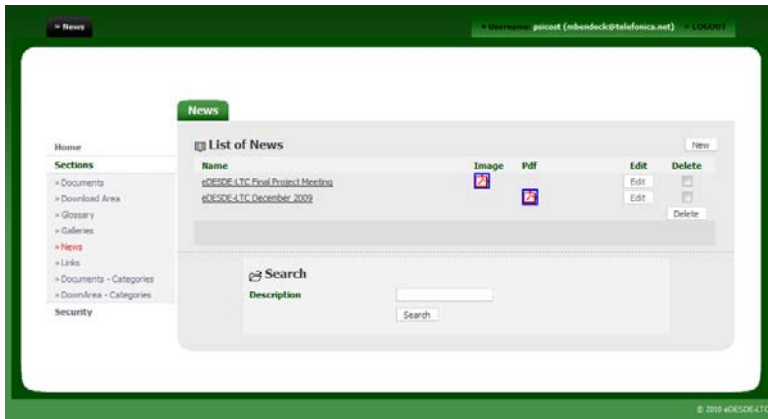 » News
» Username: psicost (mbendeck@telefonica.net) » LOGOUT
News
Home
Sections
» Documents
» Download Area
» Glossary
» Galleries
» News
» Links
» Documents - Categories
» DownArea - Categories
Security
List of News
New
Name Image Pdf Edit Delete
eDESDE-LTC Final Project Meeting Edit
eDESDE-LTC December 2009 Edit
Delete
Search
Description
Search
© 2010 eDESDE-LTC